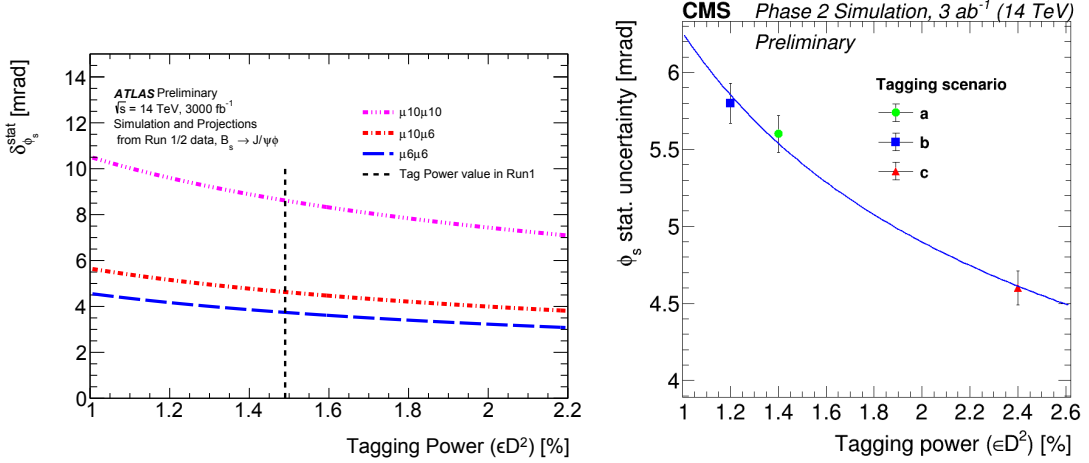 δ_ϕs^stat [mrad]
14
12
10
8
6
4
2
0
ATLAS Preliminary
√s = 14 TeV, 3000 fb⁻¹
Simulation and Projections
from Run 1/2 data, Bₛ → J/ψϕ
μ10μ10
μ10μ6
μ6μ6
Tag Power value in Run1
1 1.2 1.4 1.6 1.8 2 2.2
Tagging Power (ϵD²) [%]
CMS Phase 2 Simulation, 3 ab⁻¹ (14 TeV)
Preliminary
ϕₛ stat. uncertainty [mrad]
6
5.5
5
4.5
4
Tagging scenario
a
b
c
1 1.2 1.4 1.6 1.8 2 2.2 2.4 2.6
Tagging power (∈D²) [%]